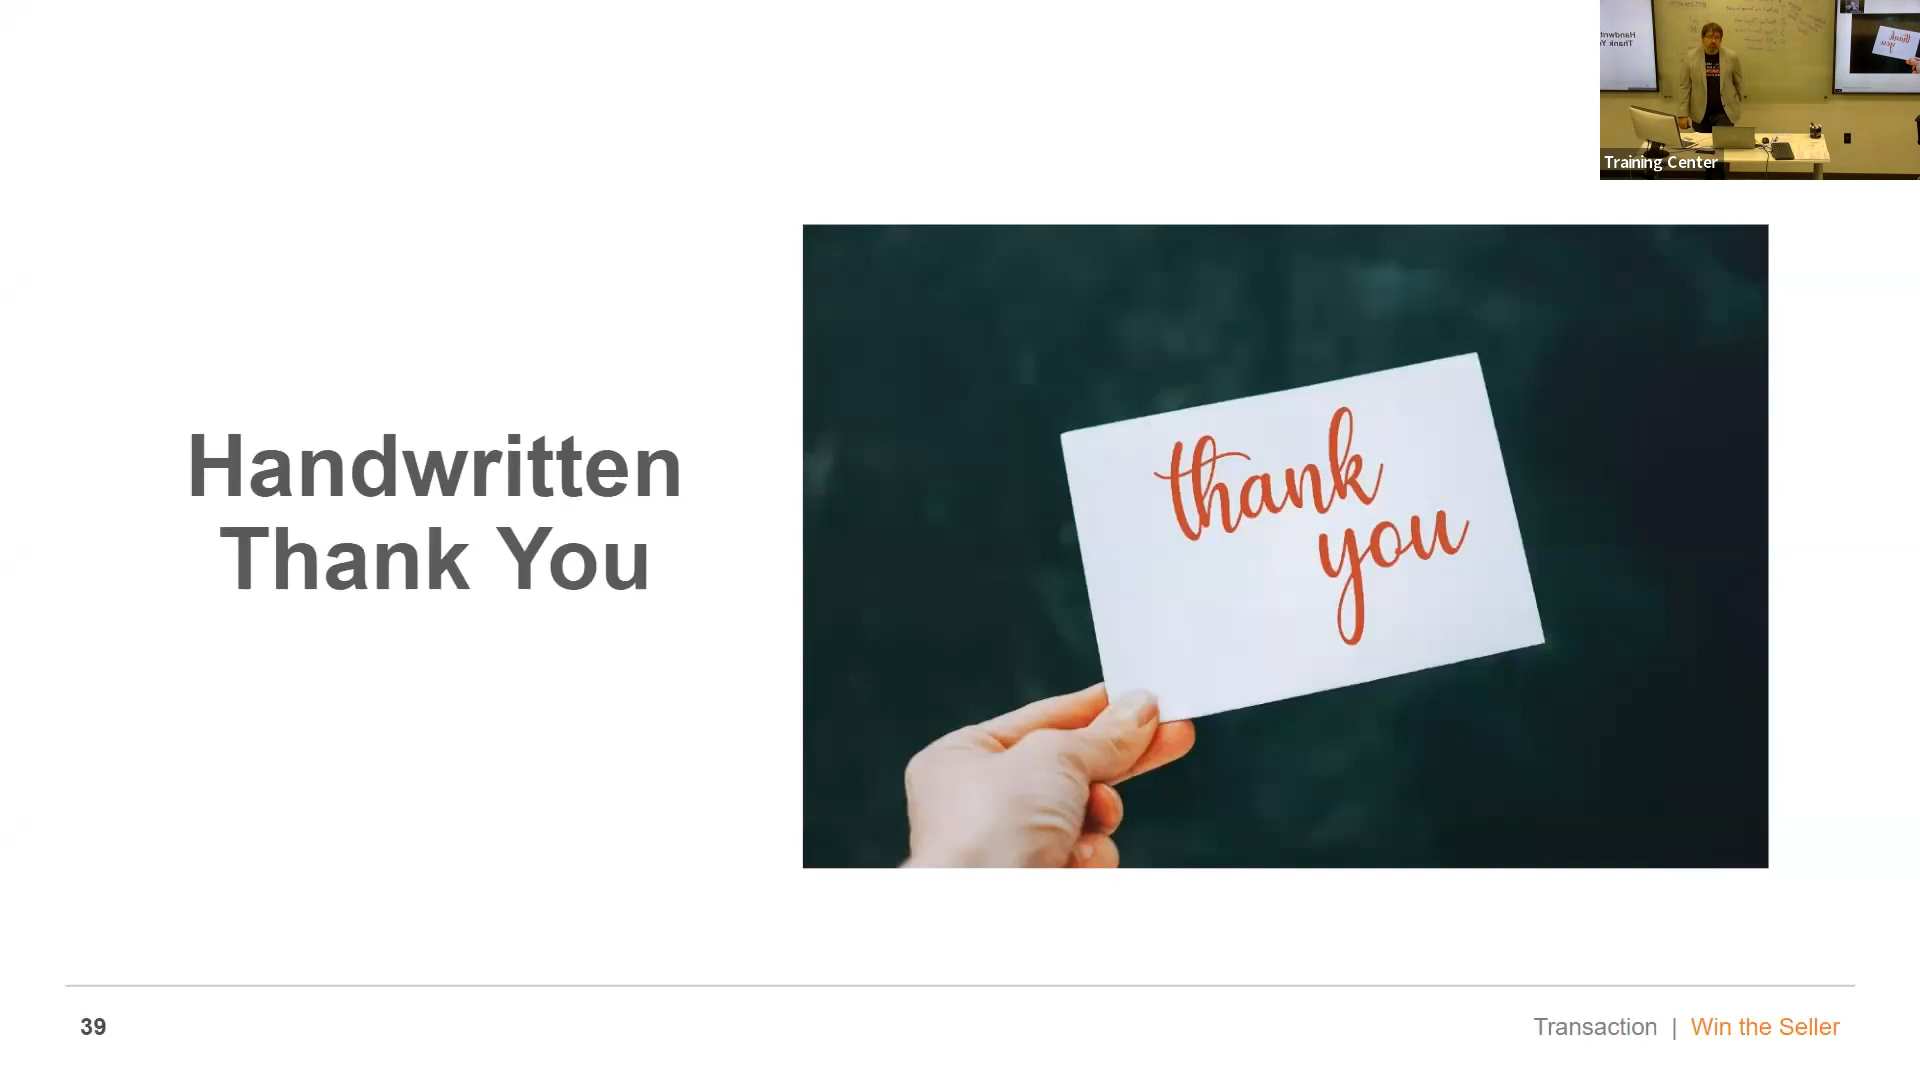 Training Center
Handwritten
Thank You
thank
you
39
Transaction | Win the Seller